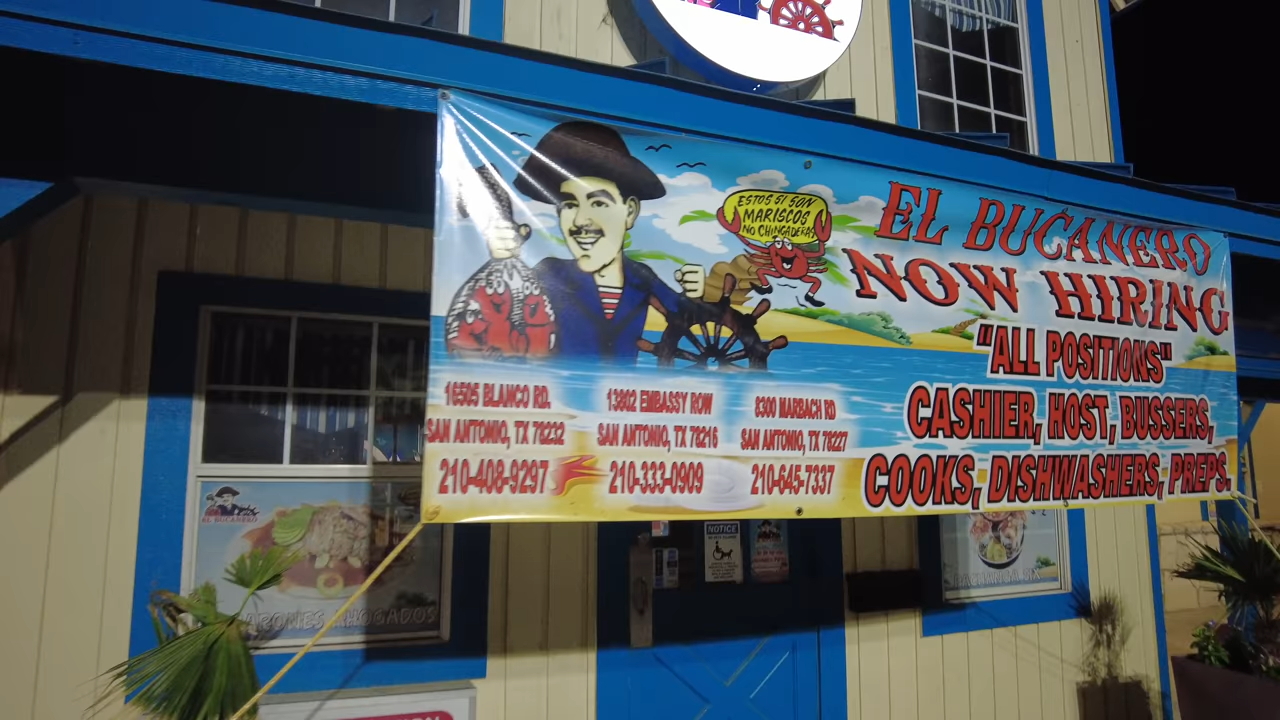 ESTOS SI SON
MARISCOS
NO CHINGADERAS
EL BUCANERO
NOW HIRING
"ALL POSITIONS"
CASHIER, HOST, BUSSERS,
COOKS, DISHWASHERS, PREPS.
16505 BLANCO RD.
SAN ANTONIO, TX 78232
210-408-9297
13802 EMBASSY ROW
SAN ANTONIO, TX 78216
210-333-0909
8300 MARBACH RD
SAN ANTONIO, TX 78227
210-645-7337
EL BUCANERO
AHOGADOS
NOTICE